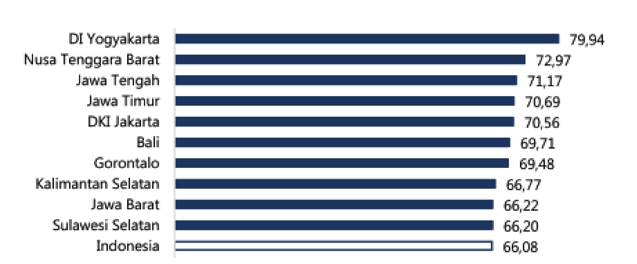 DI Yogyakarta 79,94
Nusa Tenggara Barat 72,97
Jawa Tengah 71,17
Jawa Timur 70,69
DKI Jakarta 70,56
Bali 69,71
Gorontalo 69,48
Kalimantan Selatan 66,77
Jawa Barat 66,22
Sulawesi Selatan 66,20
Indonesia 66,08